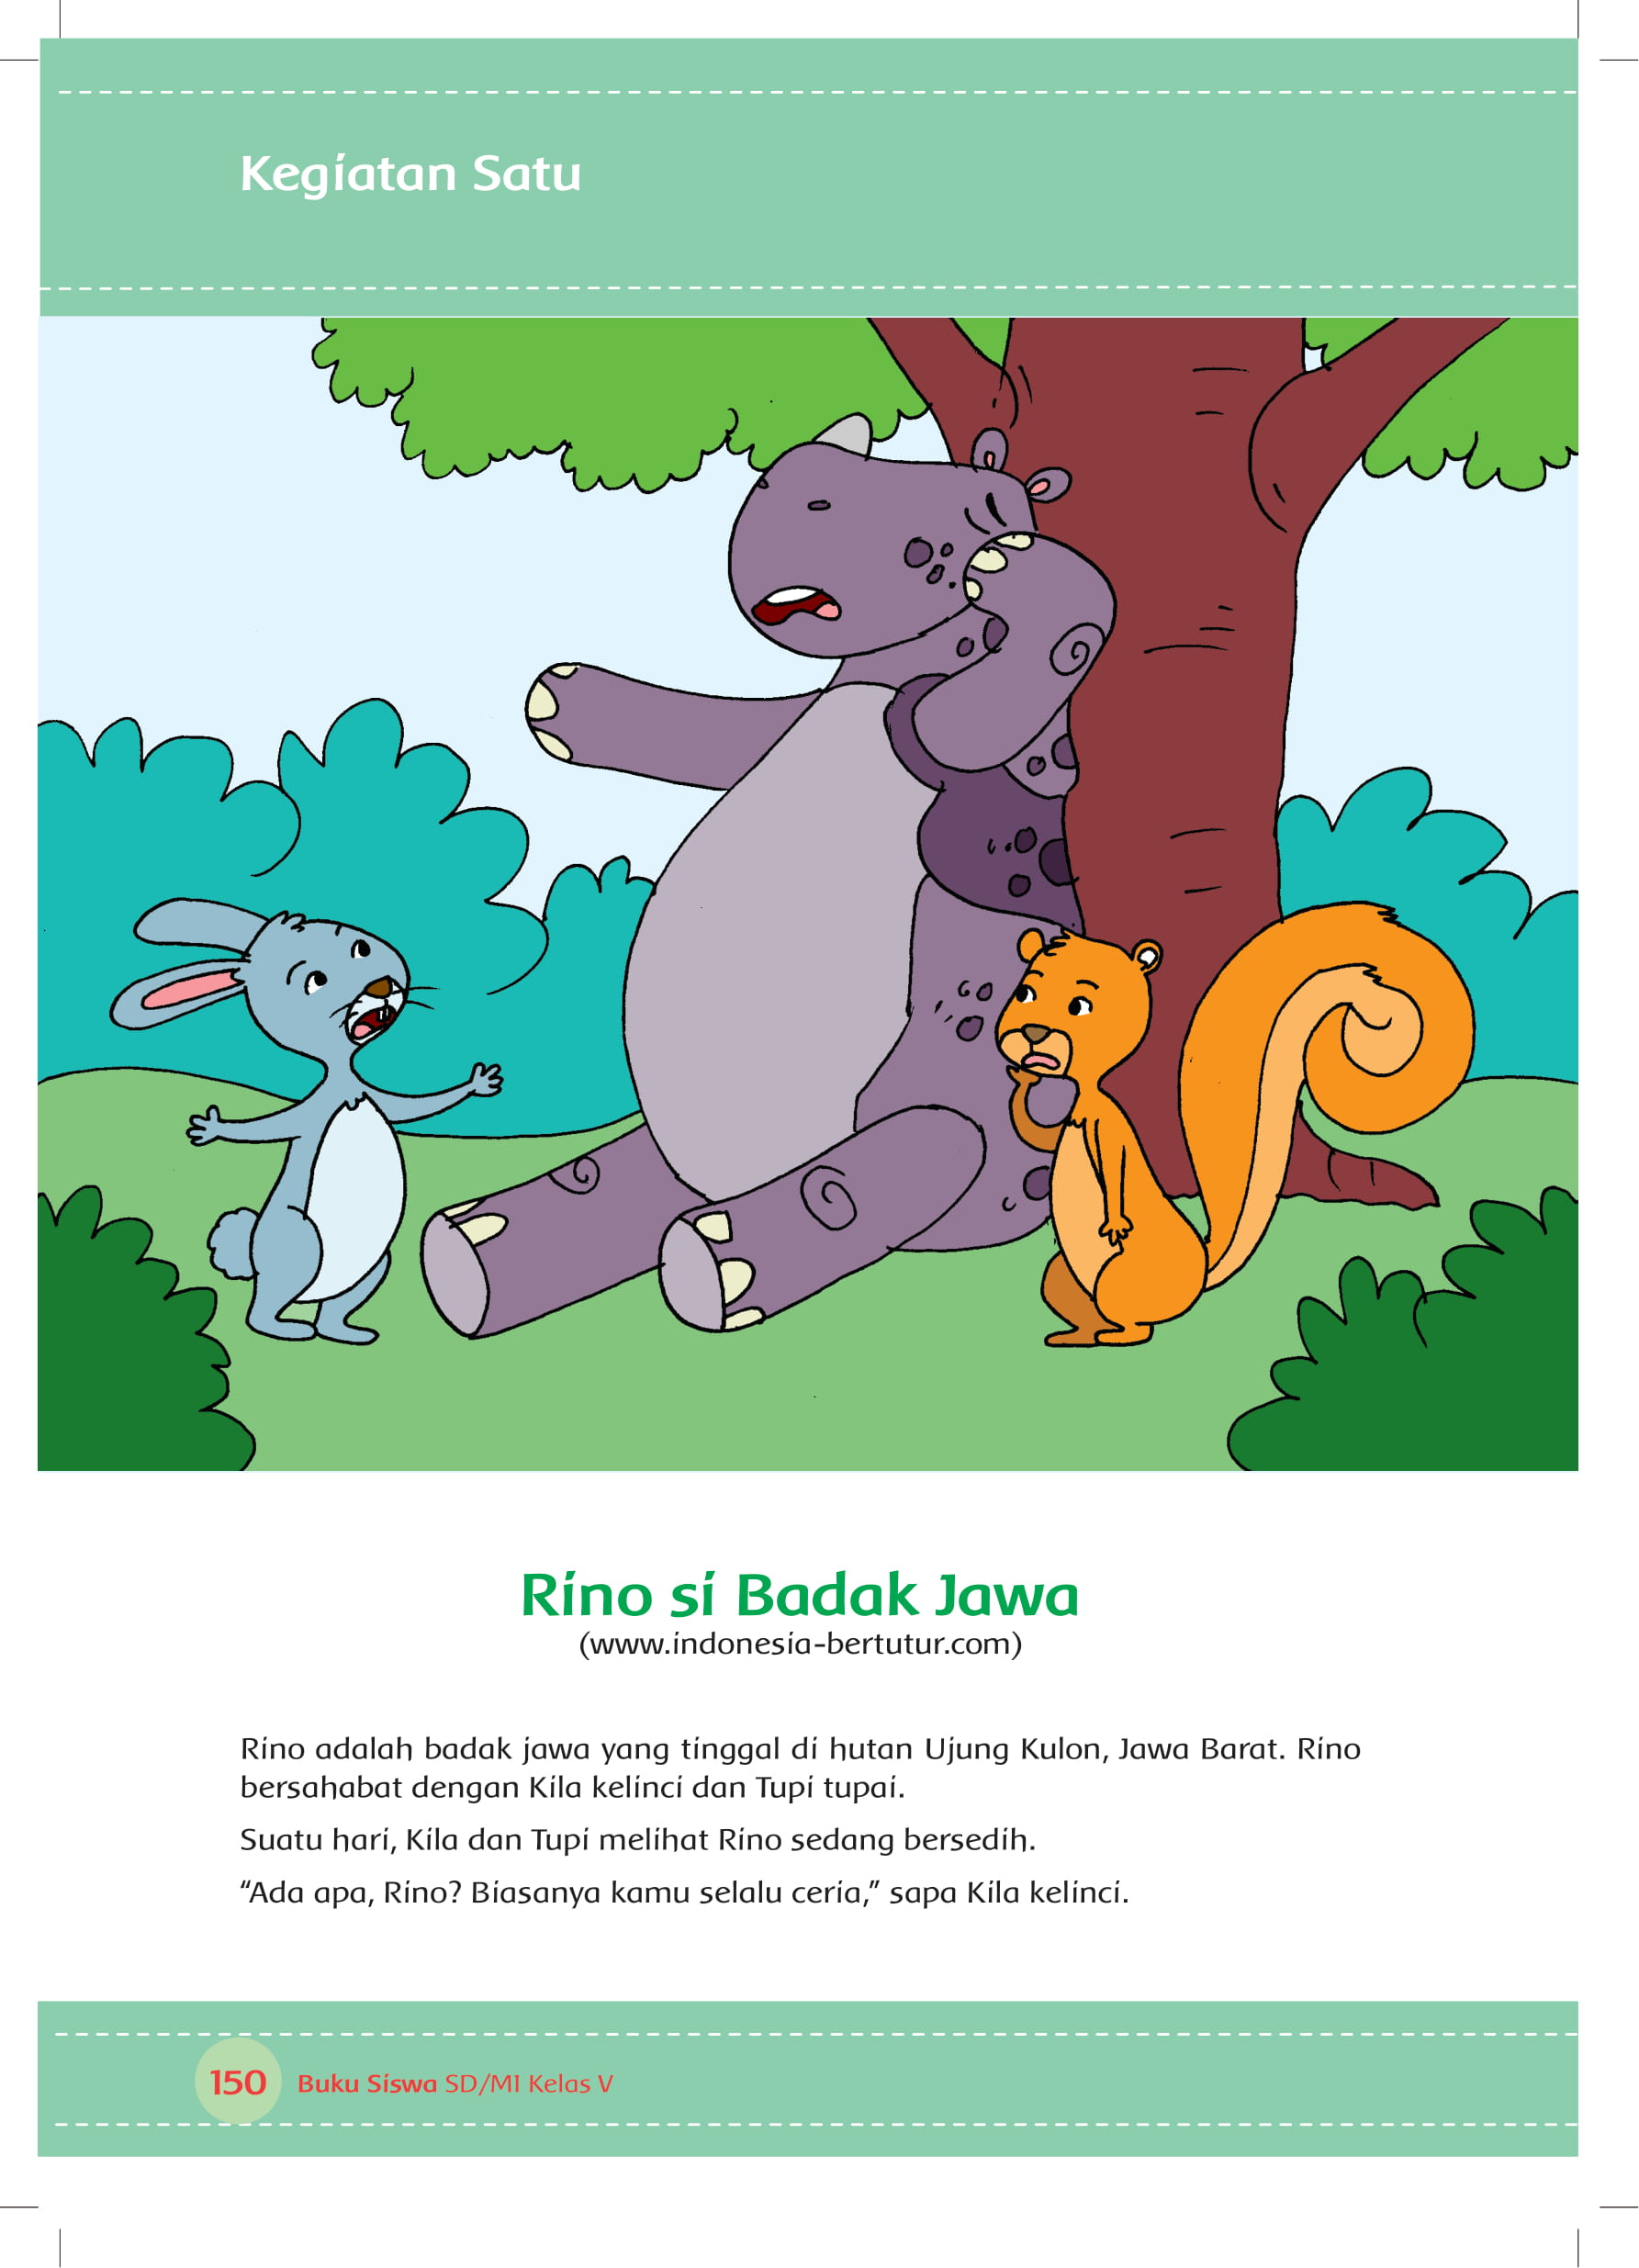 Kegiatan Satu
Rino si Badak Jawa
(www.indonesia-bertutur.com)
Rino adalah badak jawa yang tinggal di hutan Ujung Kulon, Jawa Barat. Rino
bersahabat dengan Kila kelinci dan Tupi tupai.
Suatu hari, Kila dan Tupi melihat Rino sedang bersedih.
“Ada apa, Rino? Biasanya kamu selalu ceria,” sapa Kila kelinci.
150 Buku Siswa SD/MI Kelas V